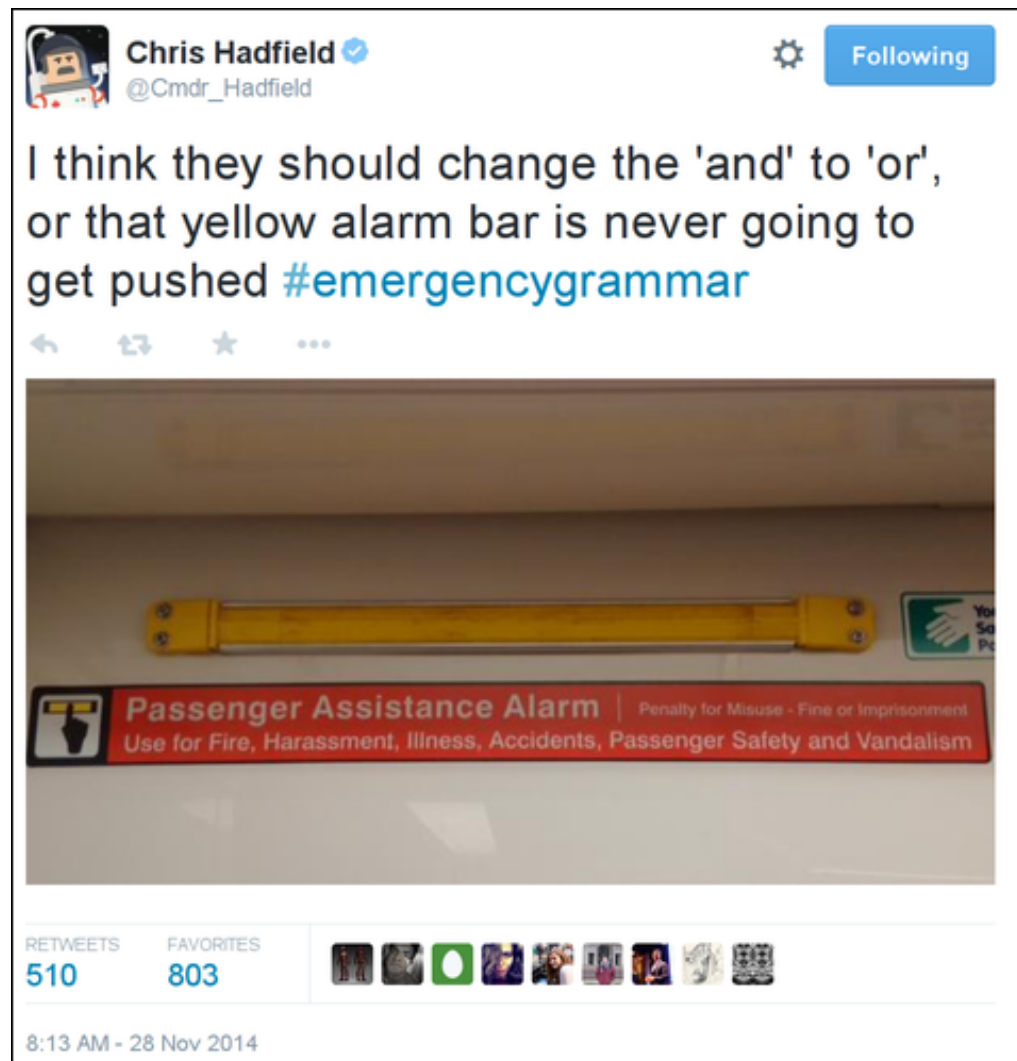 Chris Hadfield
@Cmdr_Hadfield
Following
I think they should change the 'and' to 'or',
or that yellow alarm bar is never going to
get pushed #emergencygrammar
Passenger Assistance Alarm | Penalty for Misuse - Fine or Imprisonment
Use for Fire, Harassment, Illness, Accidents, Passenger Safety and Vandalism
RETWEETS FAVORITES
510 803
8:13 AM - 28 Nov 2014